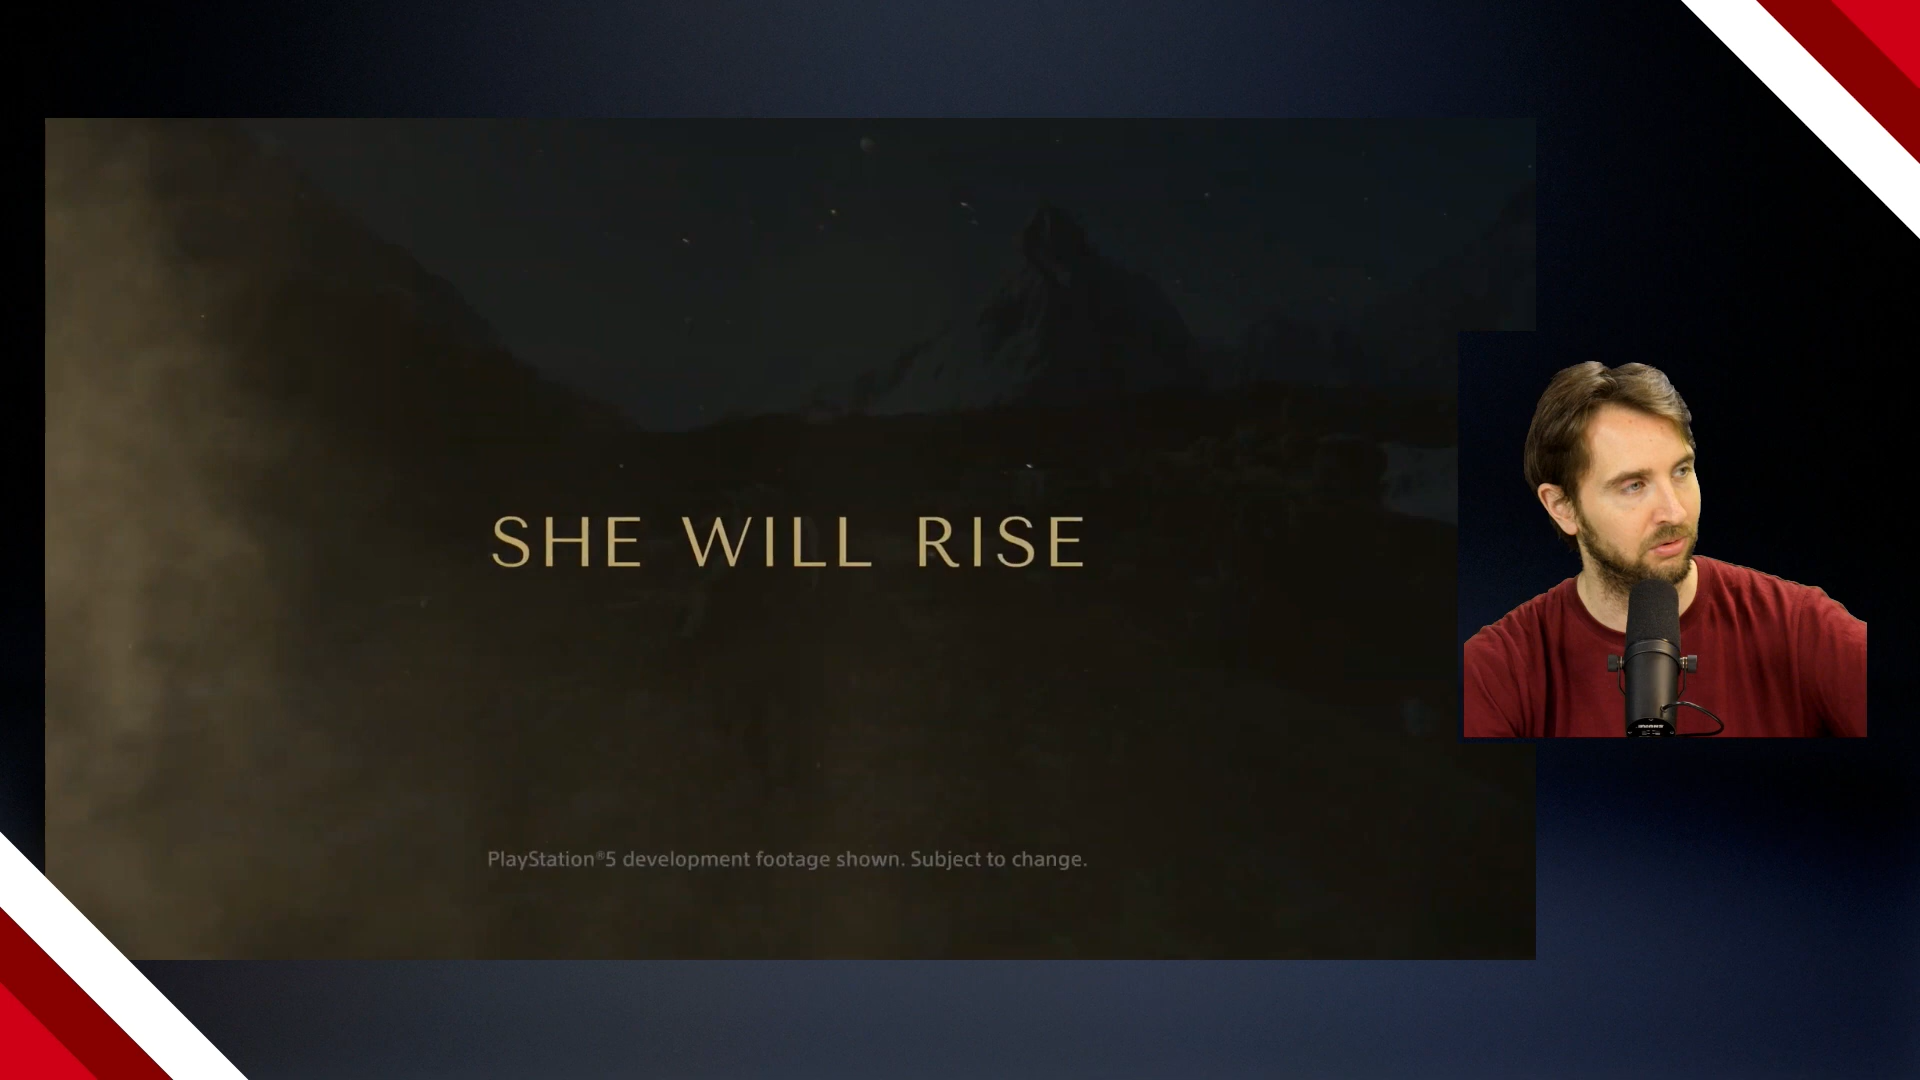 SHE WILL RISE
PlayStation®5 development footage shown. Subject to change.